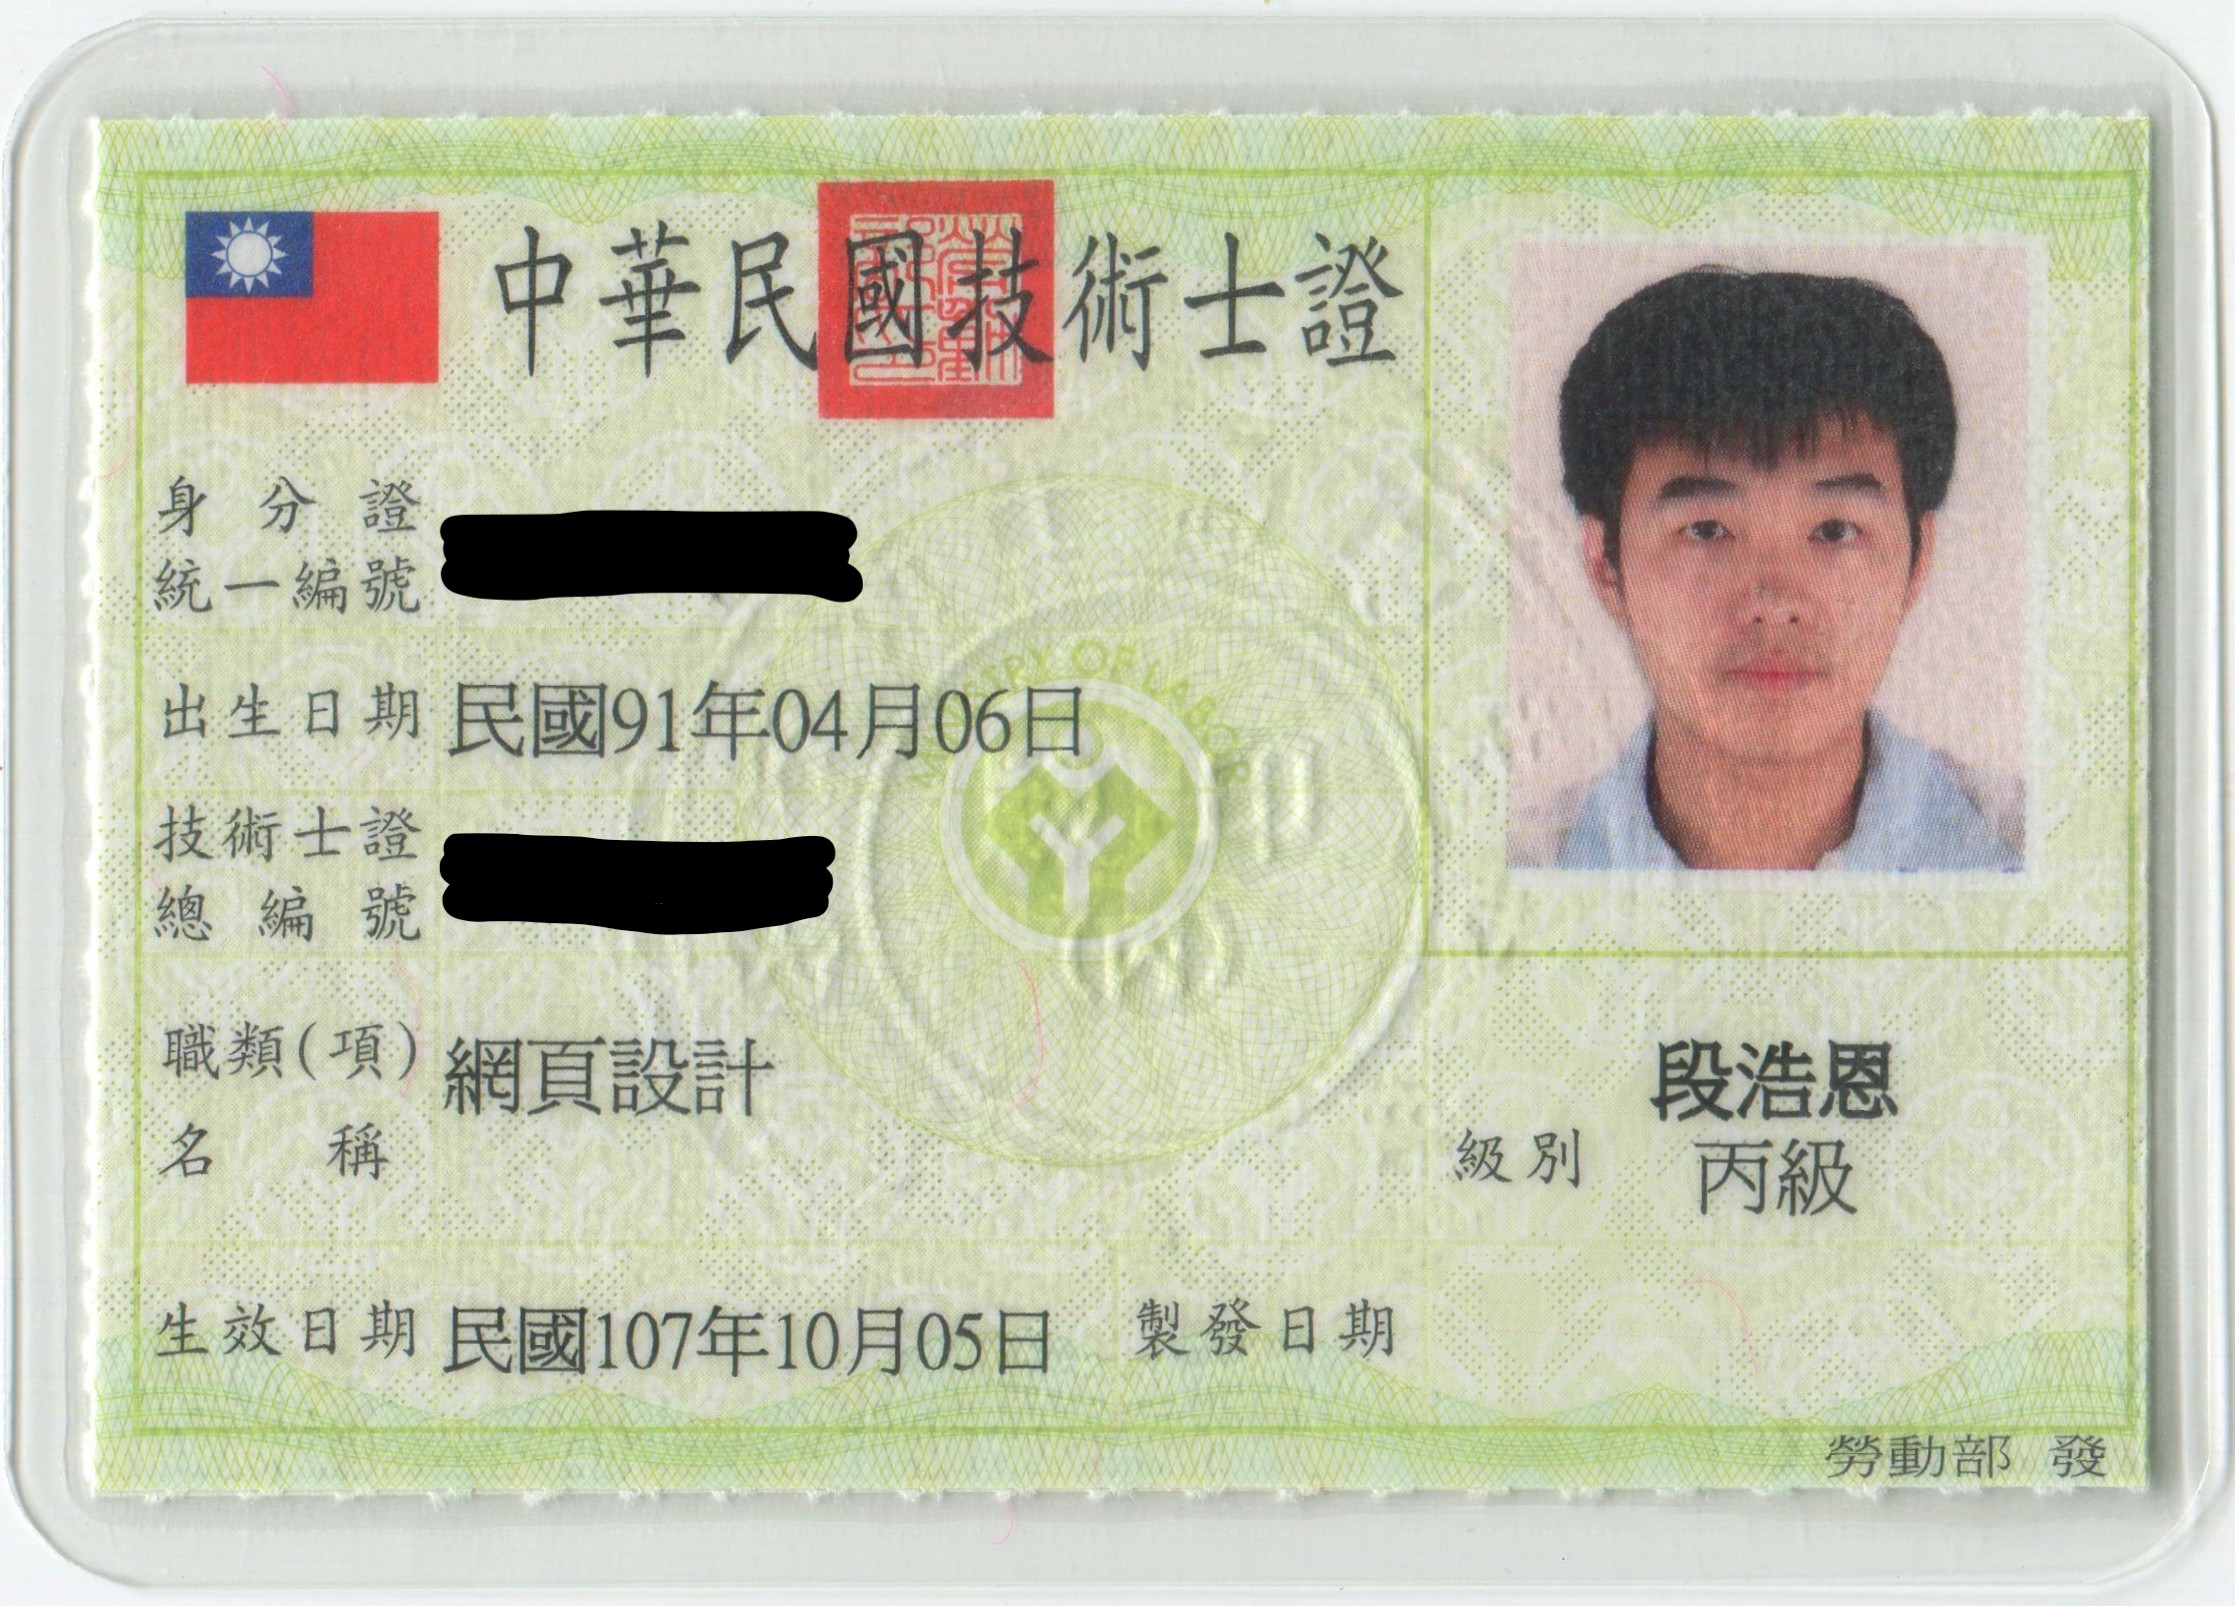 中華民國技術士證
身分證
統一編號
出生日期 民國91年04月06日
MINISTRY OF LABOR
技術士證
總編號
職類(項) 網頁設計
名稱
段浩恩
級別 丙級
生效日期 民國107年10月05日 製發日期
勞動部 發